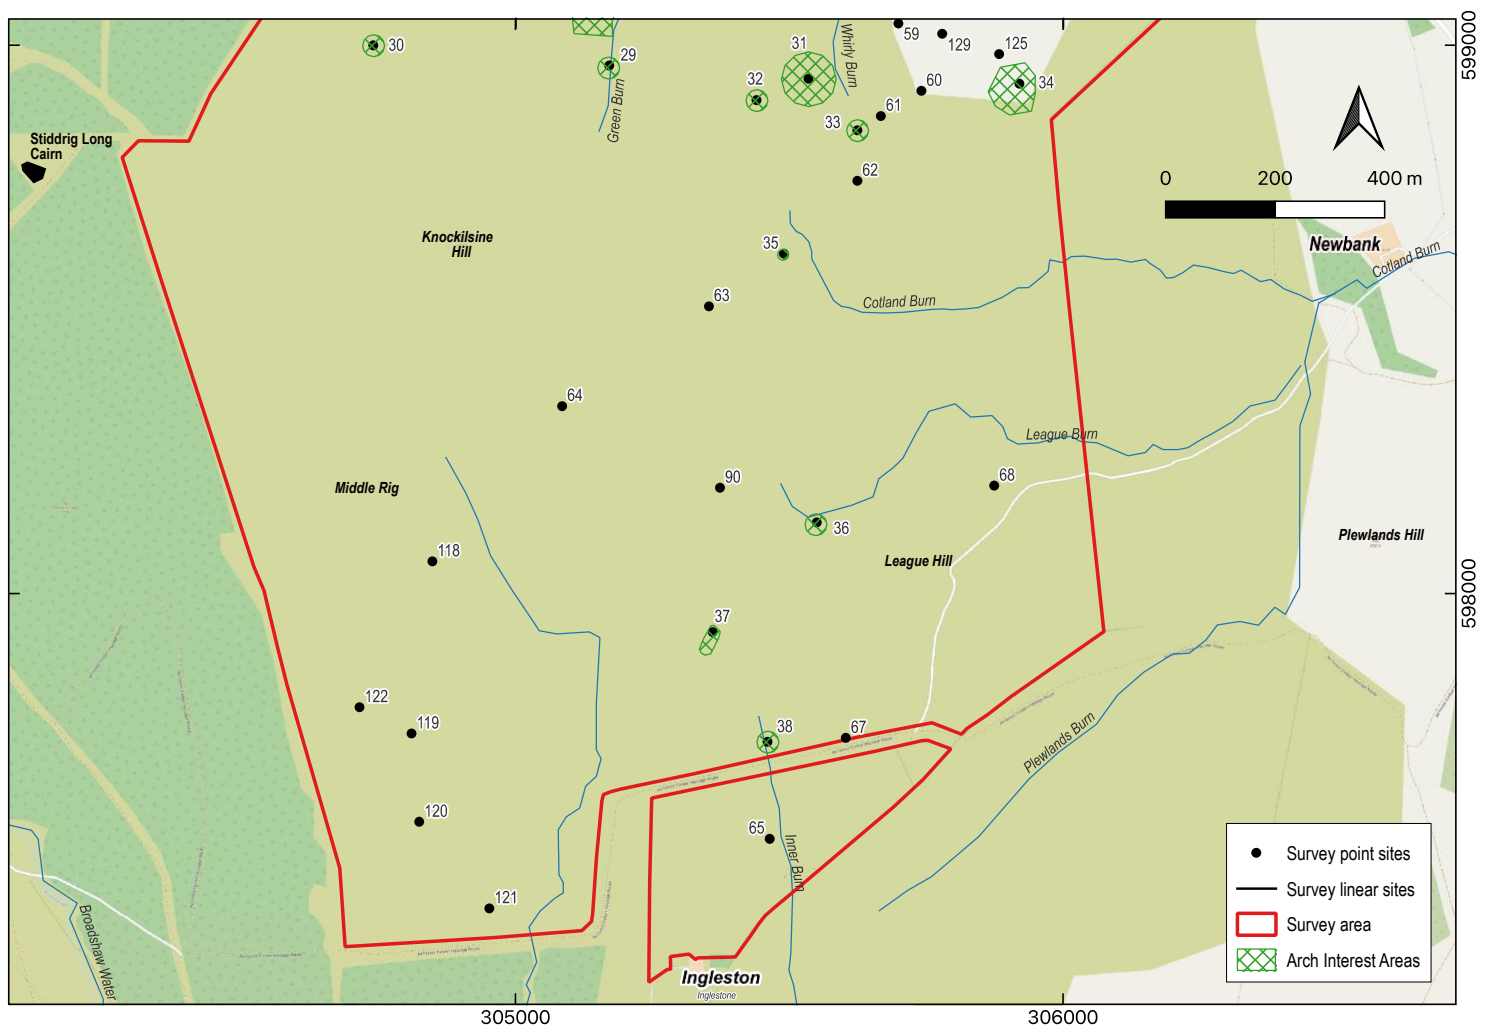 59
129
125
30
29
31
32
60
34
61
33
62
Whirly Burn
Green Burn
599000
Stiddrig Long
Cairn
0 200 400 m
Knockilsine
Hill
35
Newbank
Cotland Burn
Cotland Burn
63
64
League Burn
90
68
Middle Rig
36
Plewlands Hill
118
League Hill
598000
37
122
119
38
67
Plewlands Burn
120
65
Inner Burn
121
Broadshaw Water
Ingleston
Inglestone
Survey point sites
Survey linear sites
Survey area
Arch Interest Areas
305000
306000